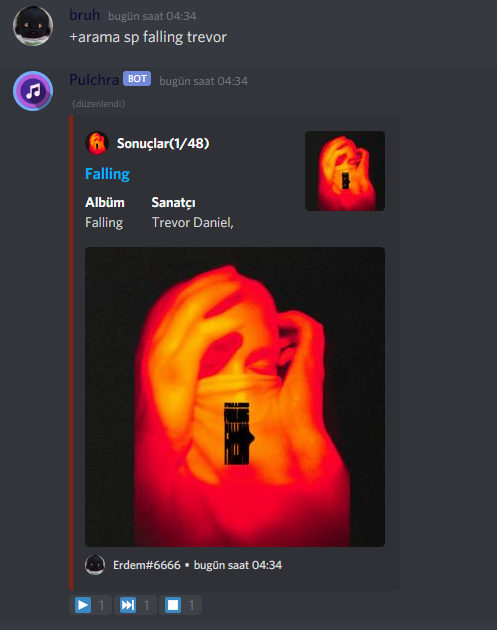 bruh bugün saat 04:34
+arama sp falling trevor
Pulchra BOT bugün saat 04:34
(düzenlendi)
Sonuçlar(1/48)
Falling
Albüm Sanatçı
Falling Trevor Daniel,
Erdem#6666 • bugün saat 04:34
1 1 1